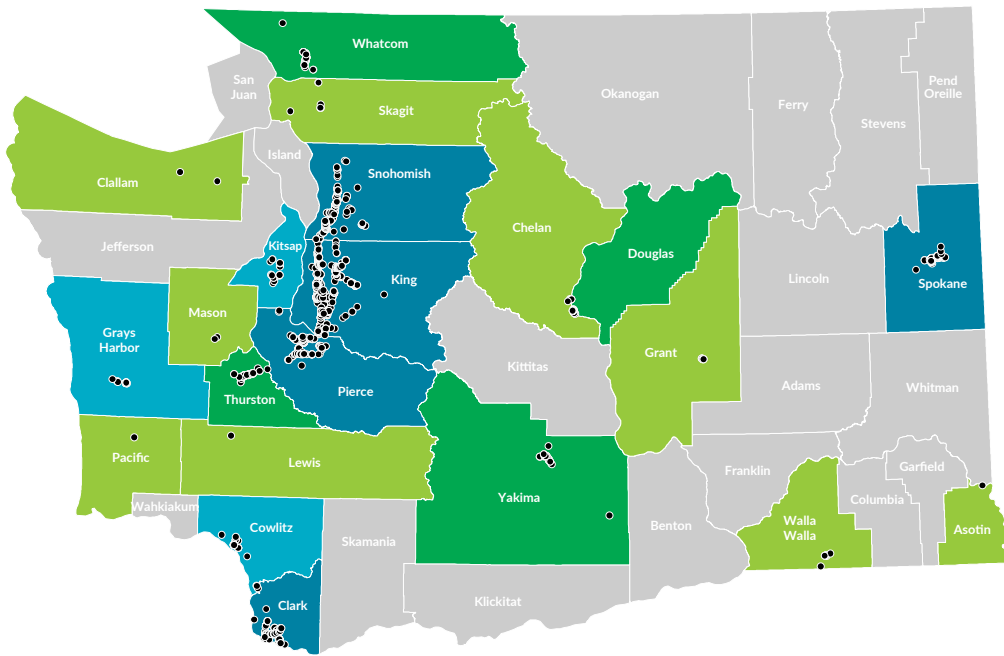 Whatcom
San
Juan
Skagit
Okanogan
Ferry
Stevens
Pend
Oreille
Island
Snohomish
Clallam
Jefferson
Kitsap
King
Chelan
Douglas
Lincoln
Spokane
Mason
Grays
Harbor
Grant
Kittitas
Adams
Whitman
Thurston
Pierce
Pacific
Lewis
Yakima
Franklin
Garfield
Wahkiakum
Cowlitz
Skamania
Benton
Walla
Walla
Columbia
Asotin
Clark
Klickitat